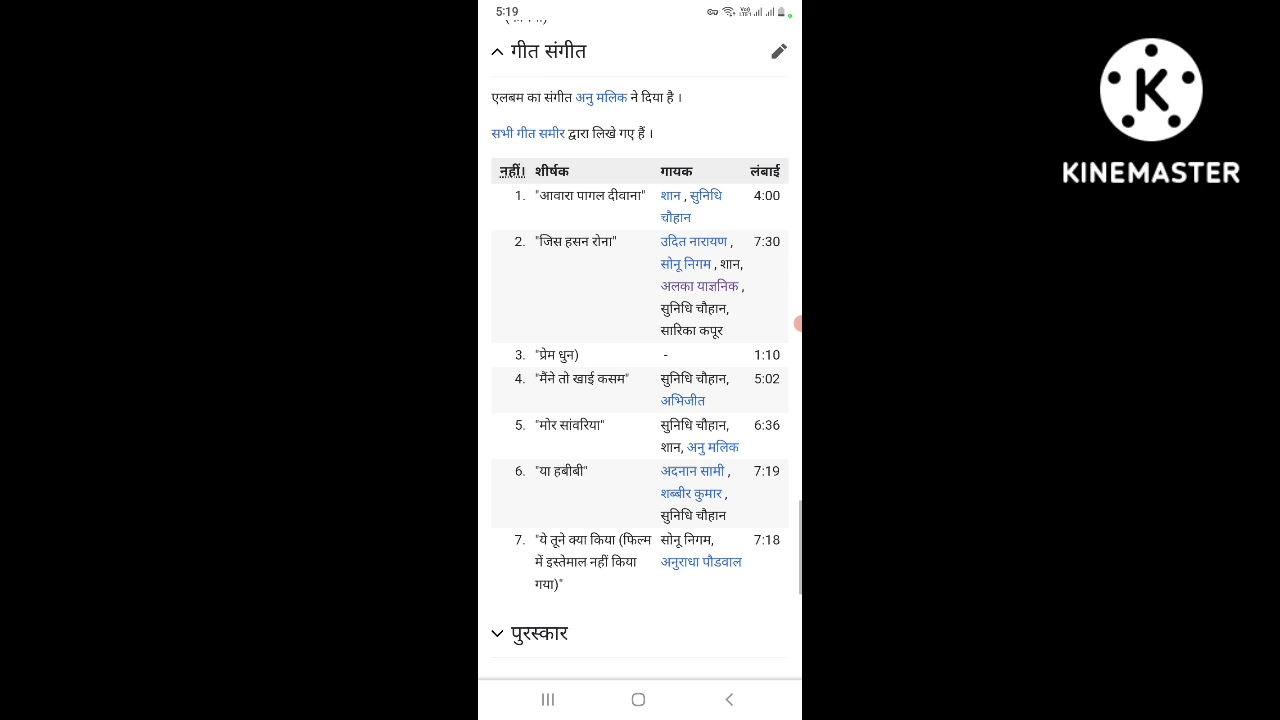 5:19
गीत संगीत
एलबम का संगीत अनु मलिक ने दिया है ।
सभी गीत समीर द्वारा लिखे गए हैं ।
नहीं। शीर्षक गायक लंबाई
1. "आवारा पागल दीवाना" शान , सुनिधि 4:00
चौहान
2. "जिस हसन रोना" उदित नारायण , 7:30
सोनू निगम , शान,
अलका याज्ञनिक ,
सुनिधि चौहान,
सारिका कपूर
3. "प्रेम धुन) - 1:10
4. "मैंने तो खाई कसम" सुनिधि चौहान, 5:02
अभिजीत
5. "मोर सांवरिया" सुनिधि चौहान, 6:36
शान, अनु मलिक
6. "या हबीबी" अदनान सामी , 7:19
शब्बीर कुमार ,
सुनिधि चौहान
7. "ये तूने क्या किया (फिल्म सोनू निगम, 7:18
में इस्तेमाल नहीं किया अनुराधा पौडवाल
गया)"
पुरस्कार
K
KINEMASTER